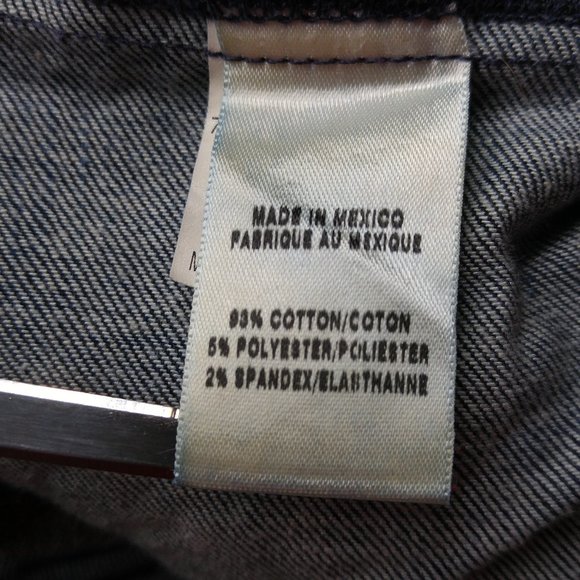 MADE IN MEXICO
FABRIQUE AU MEXIQUE
93% COTTON/COTON
5% POLYESTER/POLIESTER
2% SPANDEX/ELASTHANNE